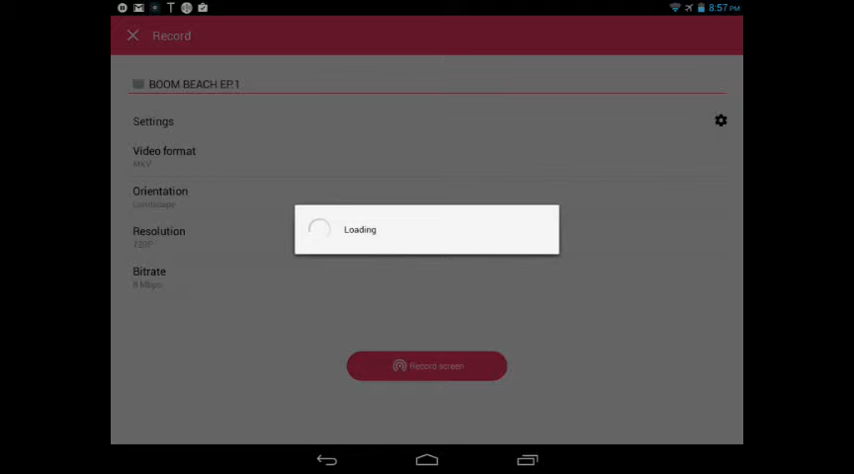 8:57 PM
Record
BOOM BEACH EP.1
Settings
Video format
MKV
Orientation
Landscape
Resolution
720P
Loading
Bitrate
8 Mbps
Record screen